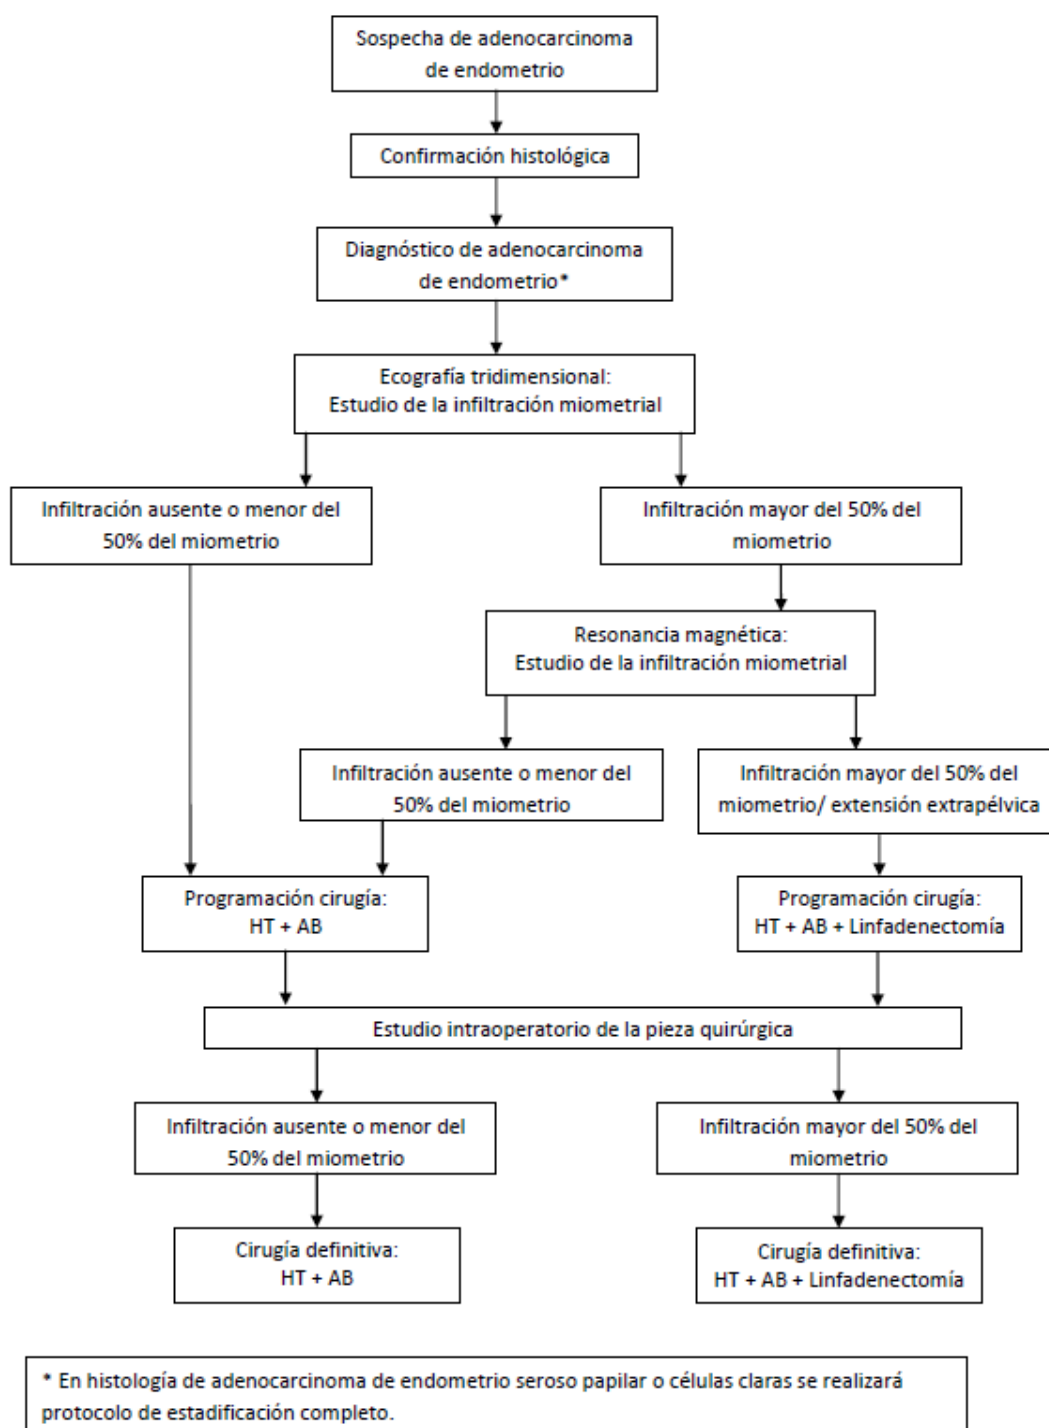 Sospecha de adenocarcinoma
de endometrio
Confirmación histológica
Diagnóstico de adenocarcinoma
de endometrio*
Ecografía tridimensional:
Estudio de la infiltración miometrial
Infiltración ausente o menor del
50% del miometrio
Infiltración mayor del 50% del
miometrio
Resonancia magnética:
Estudio de la infiltración miometrial
Infiltración ausente o menor del
50% del miometrio
Infiltración mayor del 50% del
miometrio/ extensión extrapélvica
Programación cirugía:
HT + AB
Programación cirugía:
HT + AB + Linfadenectomía
Estudio intraoperatorio de la pieza quirúrgica
Infiltración ausente o menor del
50% del miometrio
Infiltración mayor del 50% del
miometrio
Cirugía definitiva:
HT + AB
Cirugía definitiva:
HT + AB + Linfadenectomía
* En histología de adenocarcinoma de endometrio seroso papilar o células claras se realizará
protocolo de estadificación completo.